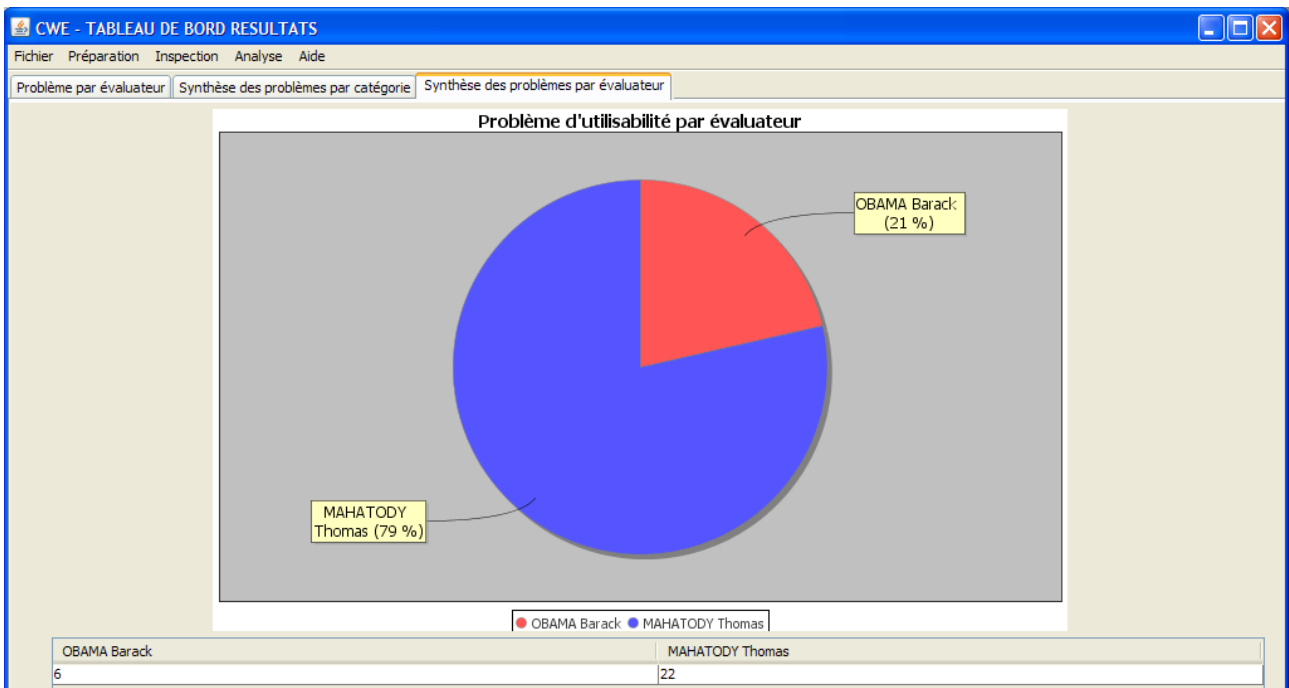 CWE - TABLEAU DE BORD RESULTATS
Fichier Préparation Inspection Analyse Aide
Problème par évaluateur Synthèse des problèmes par catégorie Synthèse des problèmes par évaluateur
Problème d'utilisabilité par évaluateur
OBAMA Barack
(21 %)
MAHATODY
Thomas (79 %)
OBAMA Barack MAHATODY Thomas
OBAMA Barack MAHATODY Thomas
6 22